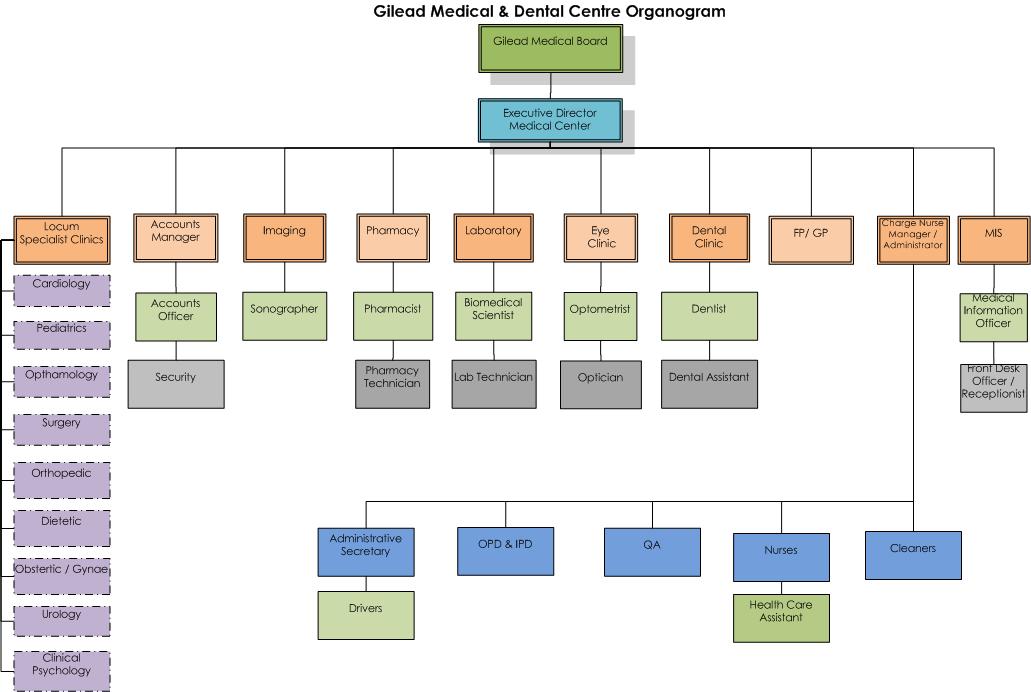 Gilead Medical & Dental Centre Organogram
Gilead Medical Board
Executive Director
Medical Center
Locum
Specialist Clinics
Accounts
Manager
Imaging
Pharmacy
Laboratory
Eye
Clinic
Dental
Clinic
FP/ GP
Charge Nurse
Manager /
Administrator
MIS
Cardiology
Pediatrics
Opthamology
Surgery
Orthopedic
Dietetic
Obstertic / Gynae
Urology
Clinical
Psychology
Accounts
Officer
Sonographer
Pharmacist
Biomedical
Scientist
Optometrist
Dentist
Medical
Information
Officer
Security
Pharmacy
Technician
Lab Technician
Optician
Dental Assistant
Front Desk
Officer /
Receptionist
Administrative
Secretary
OPD & IPD
QA
Nurses
Cleaners
Drivers
Health Care
Assistant